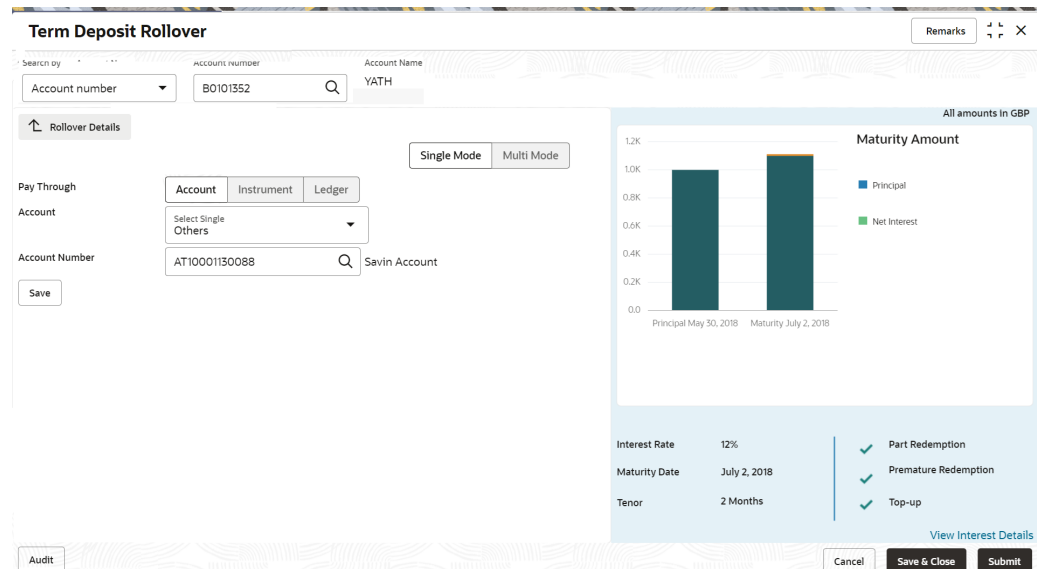 Term Deposit Rollover
Remarks
Search by
Account Number
Account Name
Account number
B0101352
YATH
All amounts in GBP
Rollover Details
Single Mode
Multi Mode
Pay Through
Account
Instrument
Ledger
Account
Select Single
Others
Account Number
AT10001130088
Savin Account
Save
Maturity Amount
1.2K
1.0K
0.8K
0.6K
0.4K
0.2K
0.0
Principal May 30, 2018
Maturity July 2, 2018
Principal
Net Interest
Interest Rate
12%
Maturity Date
July 2, 2018
Tenor
2 Months
Part Redemption
Premature Redemption
Top-up
View Interest Details
Audit
Cancel
Save & Close
Submit